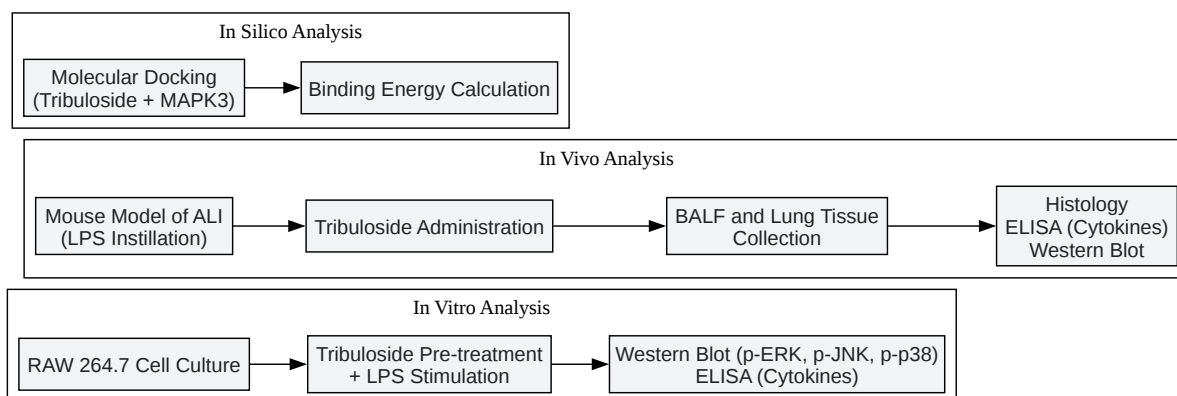 In Silico Analysis
Molecular Docking
(Tribuloside + MAPK3)
Binding Energy Calculation
In Vivo Analysis
Mouse Model of ALI
(LPS Instillation)
Tribuloside Administration
BALF and Lung Tissue
Collection
Histology
ELISA (Cytokines)
Western Blot
In Vitro Analysis
RAW 264.7 Cell Culture
Tribuloside Pre-treatment
+ LPS Stimulation
Western Blot (p-ERK, p-JNK, p-p38)
ELISA (Cytokines)